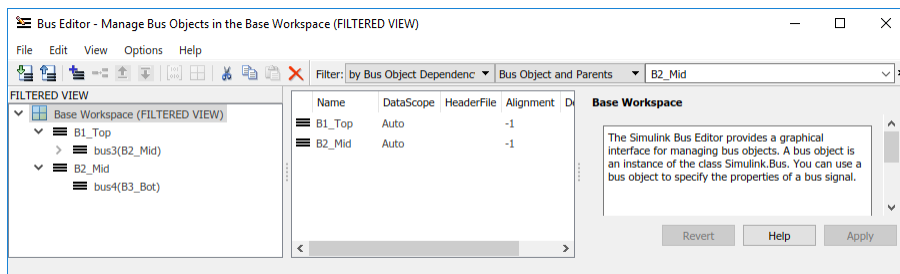 Bus Editor - Manage Bus Objects in the Base Workspace (FILTERED VIEW)
File Edit View Options Help
Filter: by Bus Object Dependenc Bus Object and Parents B2_Mid
FILTERED VIEW
Base Workspace (FILTERED VIEW)
B1_Top
bus3(B2_Mid)
B2_Mid
bus4(B3_Bot)
Name DataScope HeaderFile Alignment De
B1_Top Auto -1
B2_Mid Auto -1
Base Workspace
The Simulink Bus Editor provides a graphical
interface for managing bus objects. A bus object is
an instance of the class Simulink.Bus. You can use a
bus object to specify the properties of a bus signal.
Revert Help Apply